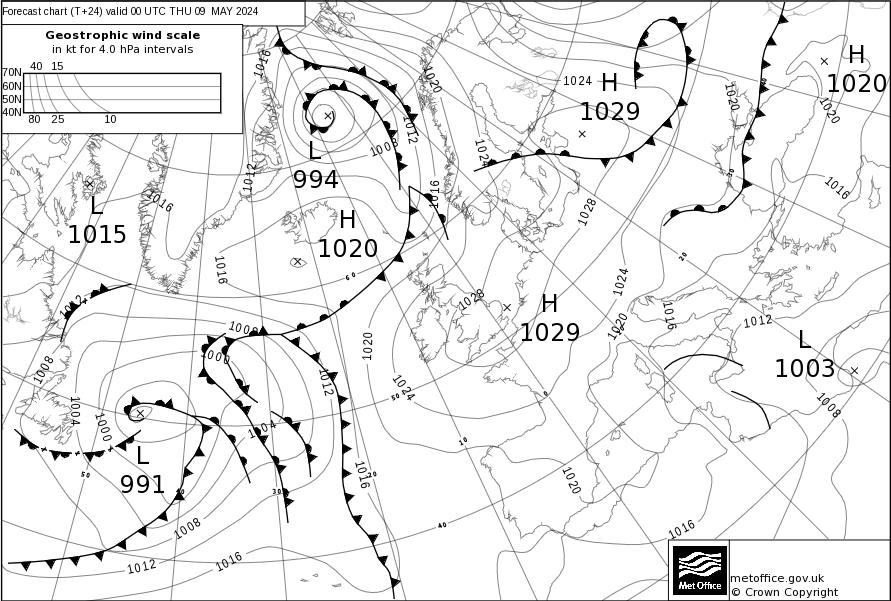 Forecast chart (T+24) valid 00 UTC THU 09 MAY 2024
Geostrophic wind scale
in kt for 4.0 hPa intervals
40 15
70N
60N
50N
40N
80 25 10
H
1020
1024
H
1029
L
994
L
1015
H
1020
H
1029
L
1003
L
991
1016
1020
1012
1008
1024
1020
1020
1012
1016
1016
1016
1028
1016
1024
1028
1012
1008
1000
1020
1020
1016
1012
1008
1012
1024
1008
1004
1000
1004
1016
1020
1008
1016
1012
1016
60
50
40
30
20
10
0
20
50
metoffice.gov.uk
© Crown Copyright
Met Office